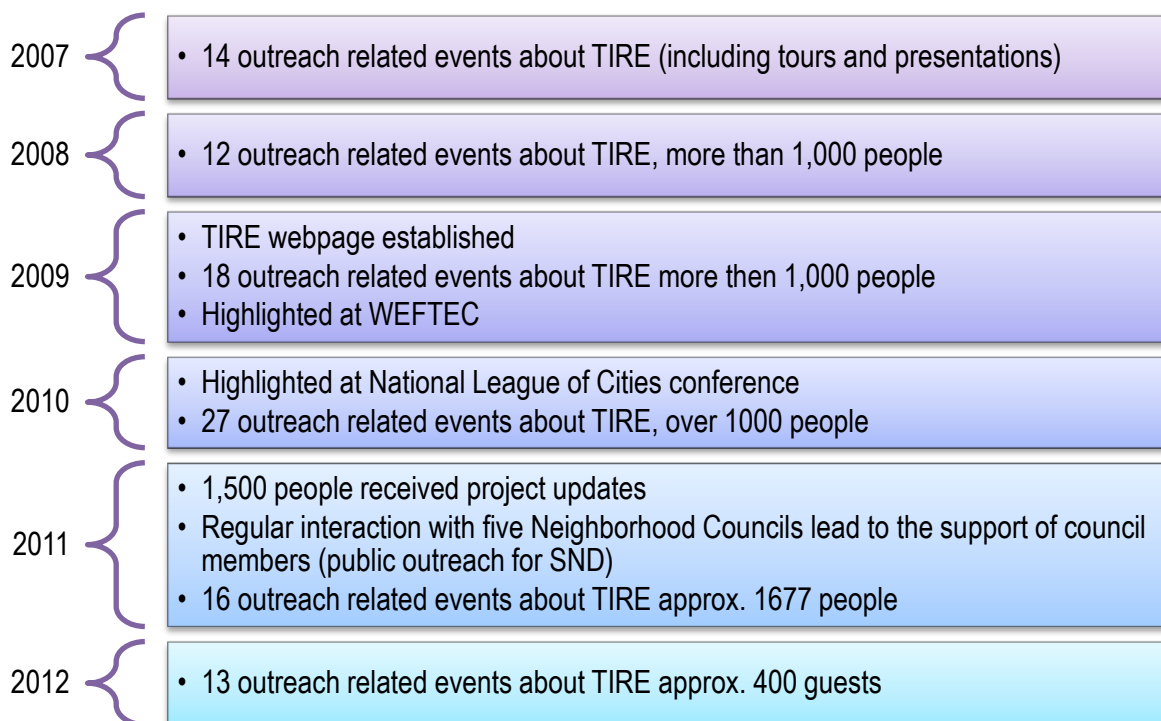 2007
• 14 outreach related events about TIRE (including tours and presentations)
2008
• 12 outreach related events about TIRE, more than 1,000 people
2009
• TIRE webpage established
• 18 outreach related events about TIRE more then 1,000 people
• Highlighted at WEFTEC
2010
• Highlighted at National League of Cities conference
• 27 outreach related events about TIRE, over 1000 people
2011
• 1,500 people received project updates
• Regular interaction with five Neighborhood Councils lead to the support of council
members (public outreach for SND)
• 16 outreach related events about TIRE approx. 1677 people
2012
• 13 outreach related events about TIRE approx. 400 guests